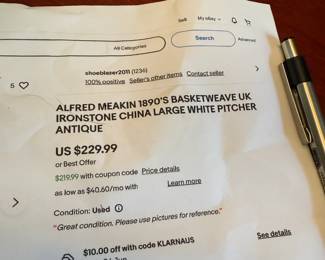 Sell My eBay
All Categories
Search
Advanced
shoeblaser2011 (1236)
100% positive Seller's other items Contact seller
5
ALFRED MEAKIN 1890'S BASKETWEAVE UK
IRONSTONE CHINA LARGE WHITE PITCHER
ANTIQUE
US $229.99
or Best Offer
$219.99 with coupon code Price details
as low as $40.60/mo with
Learn more
Condition: Used
"Great condition. Please use pictures for reference."
$10.00 off with code KLARNAUS
See details